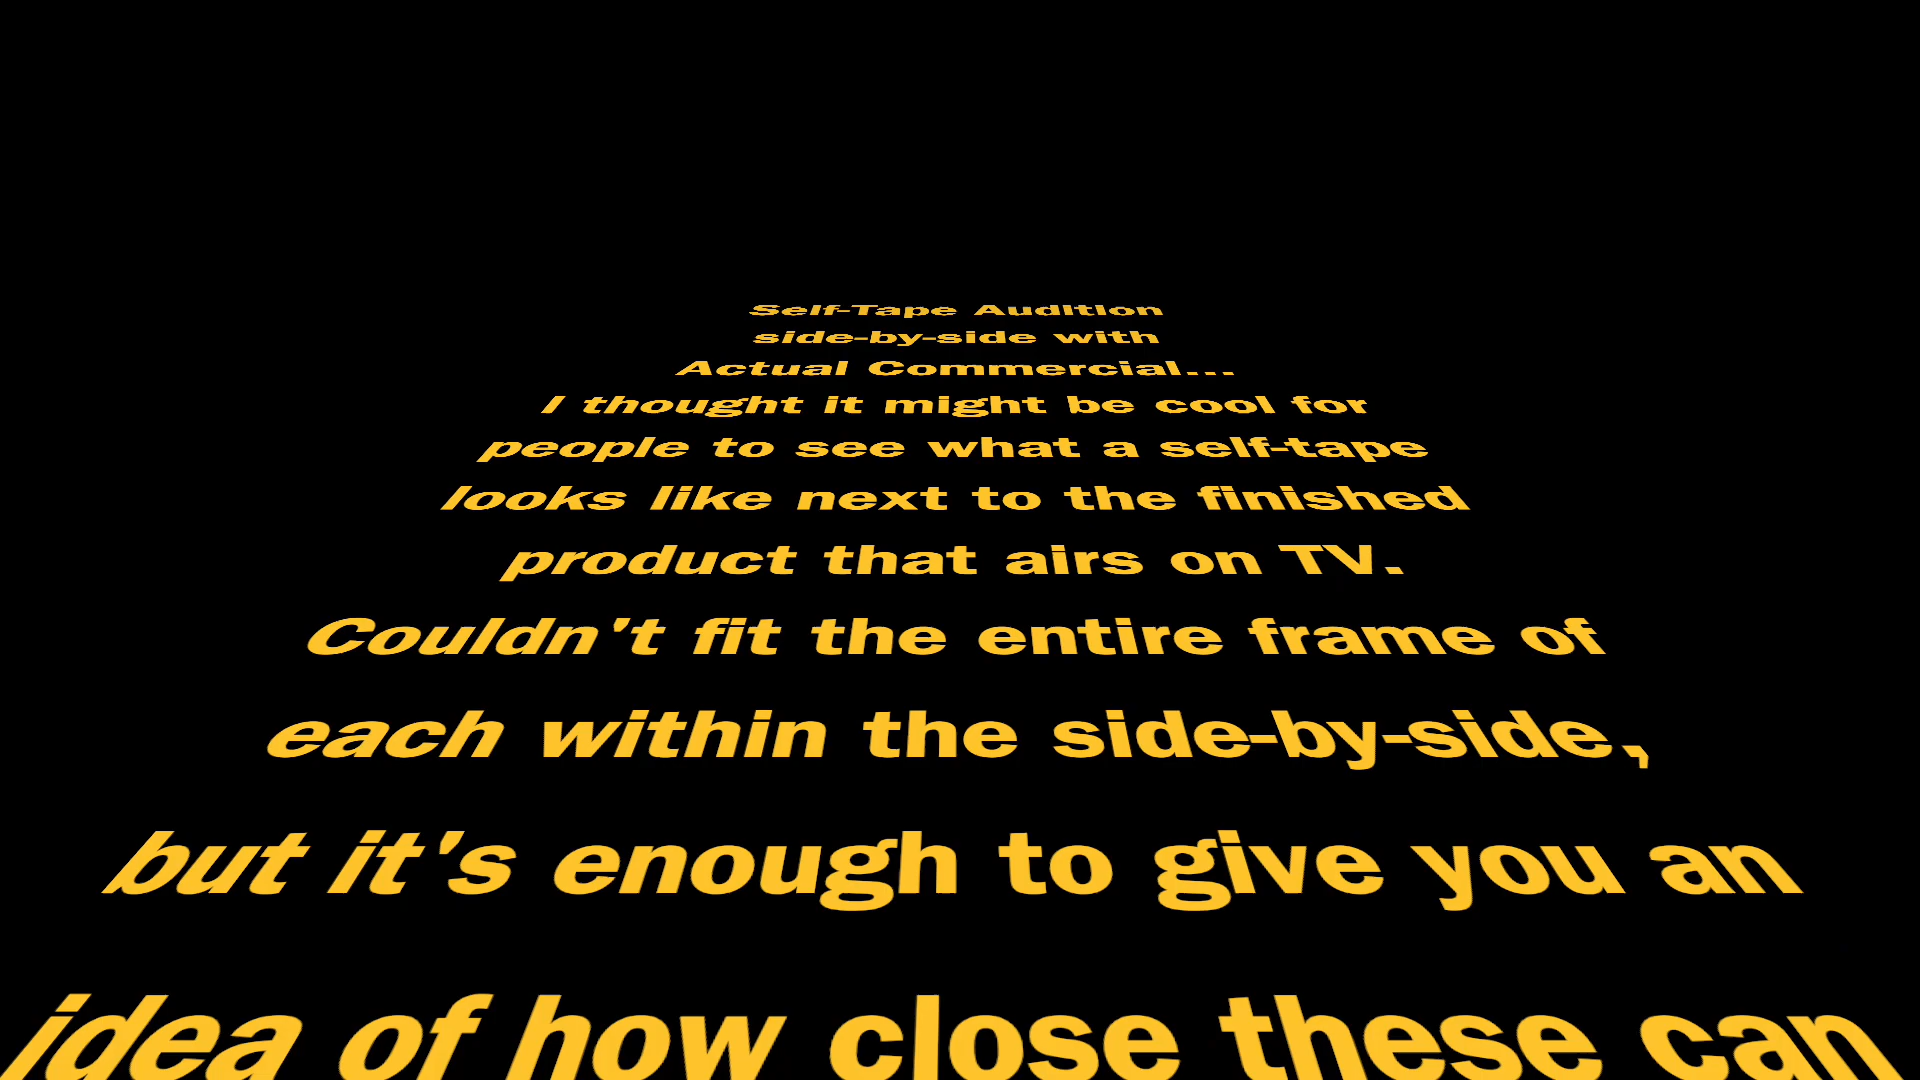 Self-Tape Audition
side-by-side with
Actual Commercial...
I thought it might be cool for
people to see what a self-tape
looks like next to the finished
product that airs on TV.
Couldn't fit the entire frame of
each within the side-by-side,
but it's enough to give you an
idea of how close these can